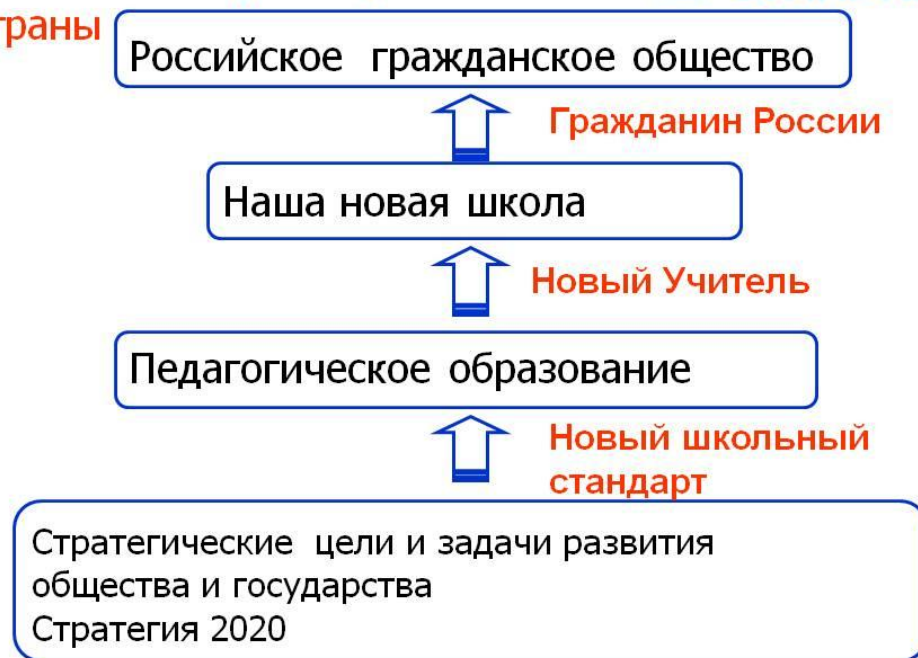 Российское гражданское общество
Гражданин России
Наша новая школа
Новый Учитель
Педагогическое образование
Новый школьный
стандарт
Стратегические цели и задачи развития
общества и государства
Стратегия 2020